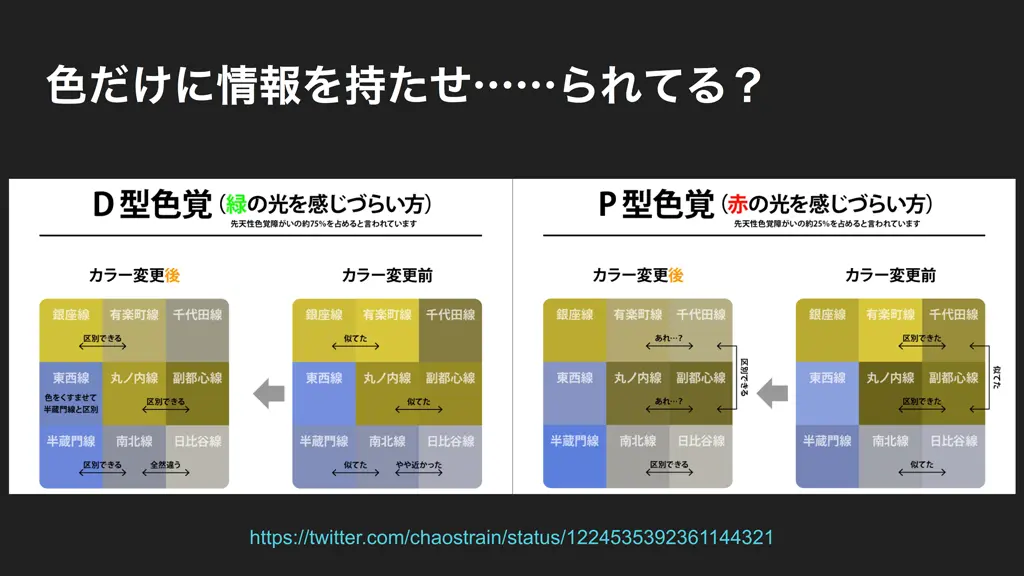 色だけに情報を持たせ……られてる？
D型色覚（緑の光を感じづらい方）
先天性色覚障がいの約75%を占めると言われています
カラー変更後
カラー変更前
銀座線 有楽町線 千代田線
区別できる
東西線 丸ノ内線 副都心線
色をくすませて
半蔵門線と区別
区別できる
半蔵門線 南北線 日比谷線
区別できる 全然違う
銀座線 有楽町線 千代田線
似てた
東西線 丸ノ内線 副都心線
似てた
半蔵門線 南北線 日比谷線
似てた やや近かった
P型色覚（赤の光を感じづらい方）
先天性色覚障がいの約25%を占めると言われています
カラー変更後
カラー変更前
銀座線 有楽町線 千代田線
あれ…？
東西線 丸ノ内線 副都心線
あれ…？
半蔵門線 南北線 日比谷線
区別できる
区別できる
銀座線 有楽町線 千代田線
区別できた
東西線 丸ノ内線 副都心線
区別できた
半蔵門線 南北線 日比谷線
似てた
似てた
https://twitter.com/chaostrain/status/1224535392361144321